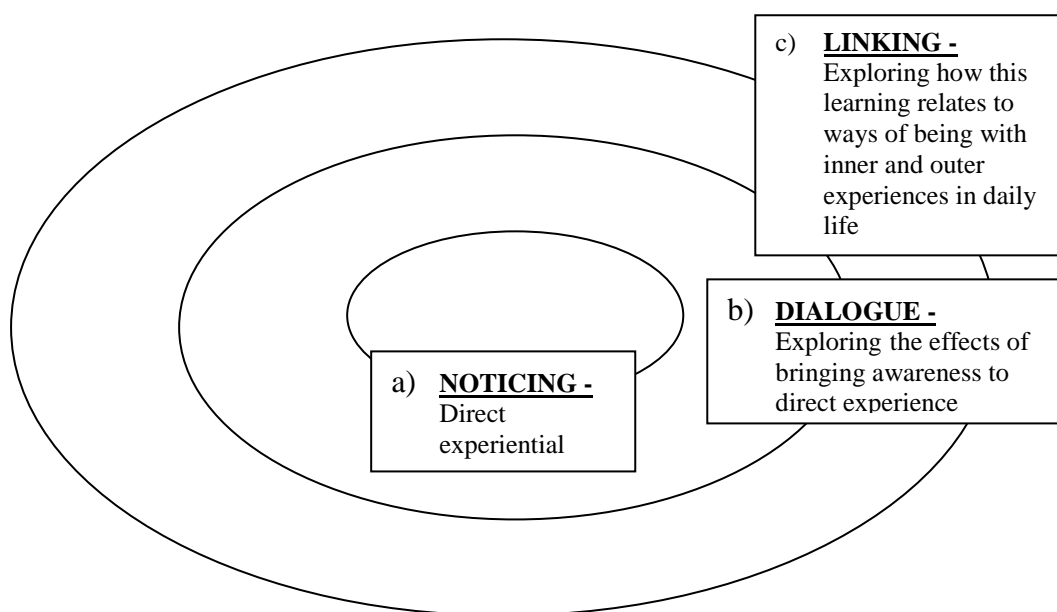 c) LINKING -
Exploring how this
learning relates to
ways of being with
inner and outer
experiences in daily
life
b) DIALOGUE -
Exploring the effects of
bringing awareness to
direct experience
a) NOTICING -
Direct
experiential